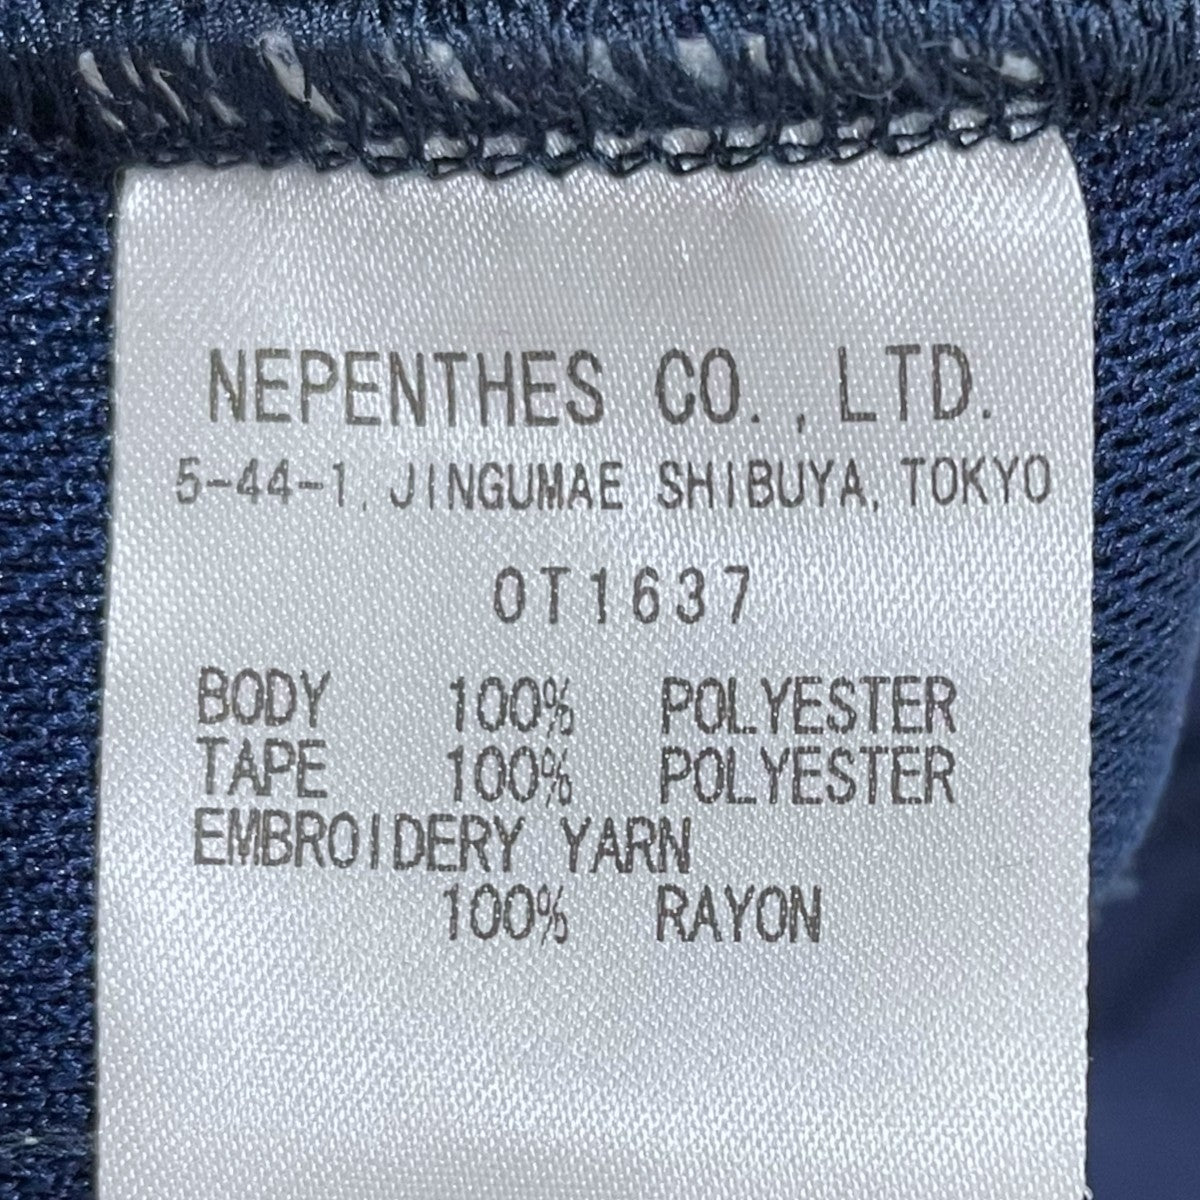 NEPENTHES CO.,LTD.
5-44-1, JINGUMAE SHIBUYA, TOKYO
OT1637
BODY 100% POLYESTER
TAPE 100% POLYESTER
EMBROIDERY YARN
100% RAYON